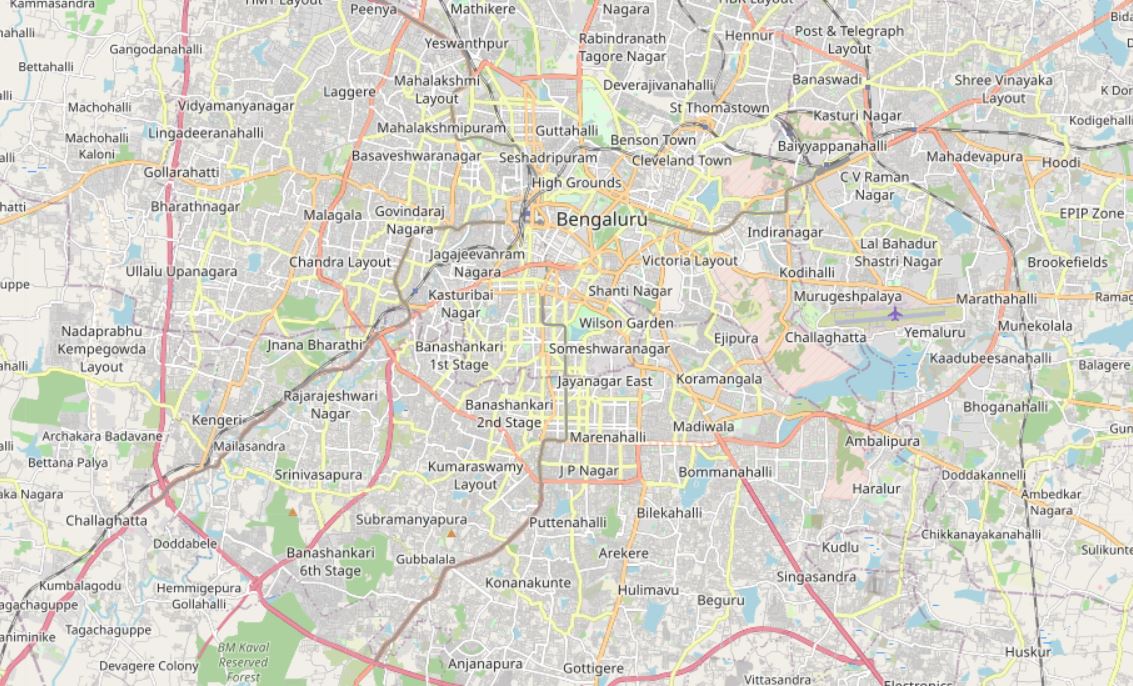 Kammasandra
HMT Layout
Peenya
Mathikere
Nagara
HBR Layout
Bettahalli
Gangodanahalli
Yeswanthpur
Rabindranath
Tagore Nagar
Hennur
Post & Telegraph
Layout
Machohalli
Vidyamanyanagar
Laggere
Mahalakshmi
Layout
Deverajivanahalli
Banaswadi
Shree Vinayaka
Layout
K Don
Machohalli
Kaloni
Lingadeeranahalli
Mahalakshmipuram
Guttahalli
St Thomastown
Kasturi Nagar
Kodigehalli
Benson Town
Baiyyappanahalli
Gollarahatti
Basaveshwaranagar
Seshadripuram
Cleveland Town
Mahadevapura
Hoodi
High Grounds
C V Raman
Nagar
Bharathnagar
Malagala
Govindaraj
Nagara
Bengaluru
Indiranagar
EPIP Zone
Ullalu Upanagara
Chandra Layout
Jagajeevanram
Nagara
Victoria Layout
Lal Bahadur
Shastri Nagar
Kodihalli
Brookefields
Kasturibai
Nagar
Shanti Nagar
Murugeshpalaya
Marathahalli
Ramag
Nadaprabhu
Kempegowda
Layout
Jnana Bharathi
Wilson Garden
Ejipura
Challaghatta
Yemaluru
Munekolala
Banashankari
1st Stage
Someshwaranagar
Kaadubeesanahalli
Balagere
Rajarajeshwari
Nagar
Jayanagar East
Koramangala
Banashankari
2nd Stage
Bhoganahalli
Kengeri
Marenahalli
Madiwala
Ambalipura
Archakara Badavane
Mailasandra
Bettana Palya
Srinivasapura
Kumaraswamy
Layout
J P Nagar
Bommanahalli
Doddakannelli
ka Nagara
Haralur
Ambedkar
Nagara
Challaghatta
Subramanyapura
Puttenahalli
Bilekahalli
Chikkanayakanahalli
Doddabele
Banashankari
6th Stage
Gubbalala
Arekere
Kudlu
Sulikunte
Kumbalagodu
Hemmigepura
Gollahalli
Konanakunte
Hulimavu
Singasandra
agachaguppe
Beguru
animinike
Tagachaguppe
BM Kaval
Reserved
Forest
Devagere Colony
Anjanapura
Gottigere
Vittasandra
Huskur
Electronics